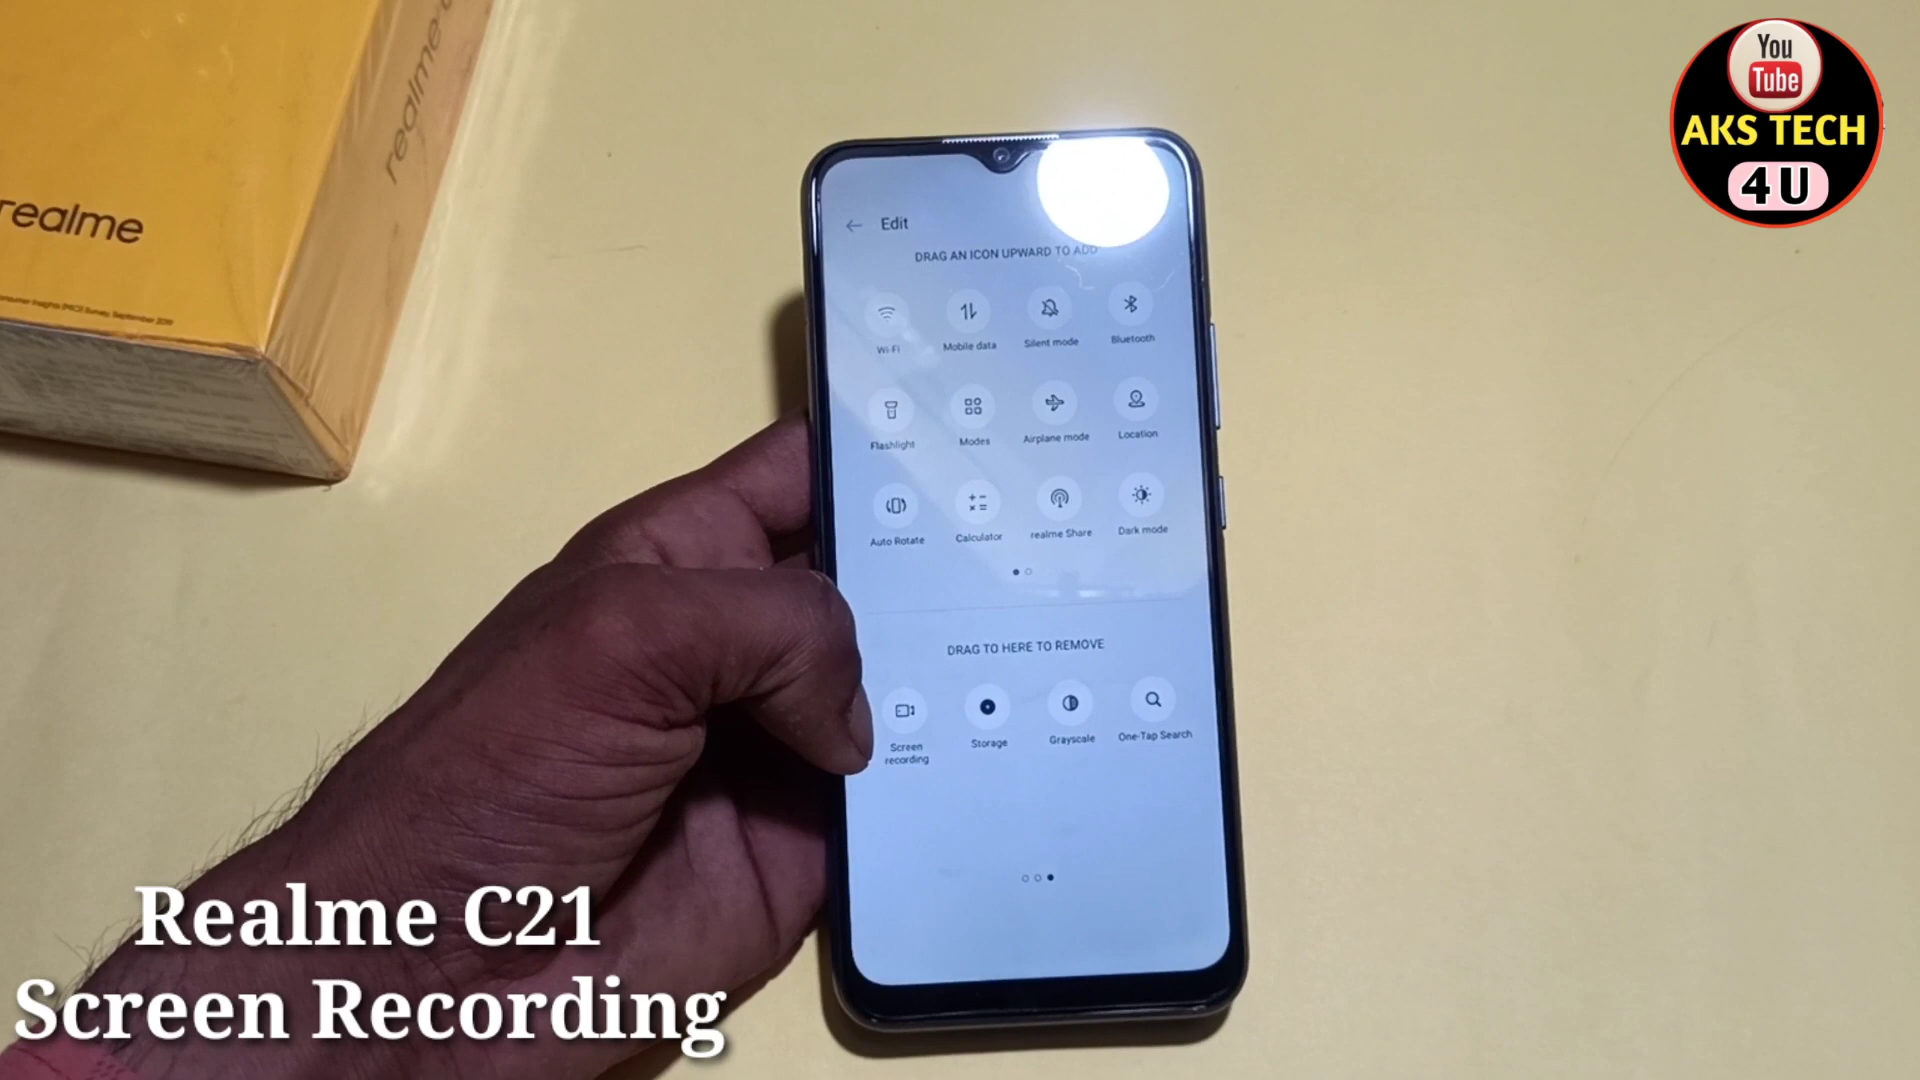 realme
realme
You
Tube
AKS TECH
4 U
Edit
DRAG AN ICON UPWARD TO ADD
Wi-Fi
Mobile data
Silent mode
Bluetooth
Flashlight
Modes
Airplane mode
Location
Auto Rotate
Calculator
realme Share
Dark mode
DRAG TO HERE TO REMOVE
Screen
recording
Storage
Grayscale
One-Tap Search
Realme C21
Screen Recording